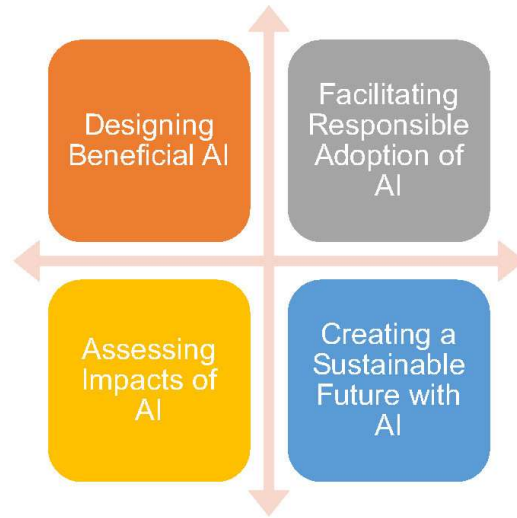 Designing
Beneficial AI
Facilitating
Responsible
Adoption of
AI
Assessing
Impacts of
AI
Creating a
Sustainable
Future with
AI